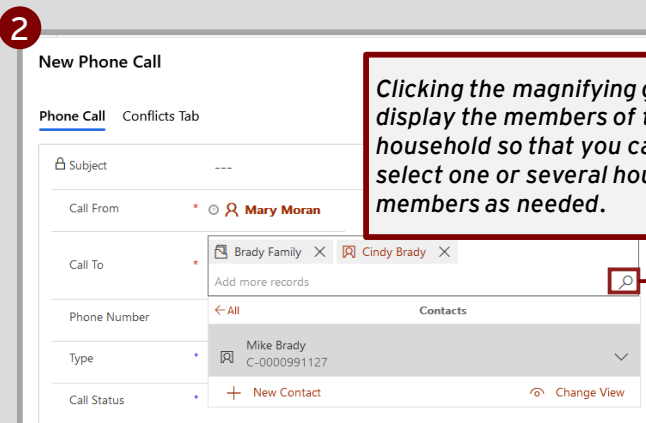 2
New Phone Call
Clicking the magnifying
display the members of
household so that you
select one or several
members as needed.
Phone Call Conflicts Tab
Subject ---
Call From * Mary Moran
Call To * Brady Family Cindy Brady
Add more records
Phone Number
All Contacts
Type * Mike Brady
C-0000991127
Call Status * New Contact Change View